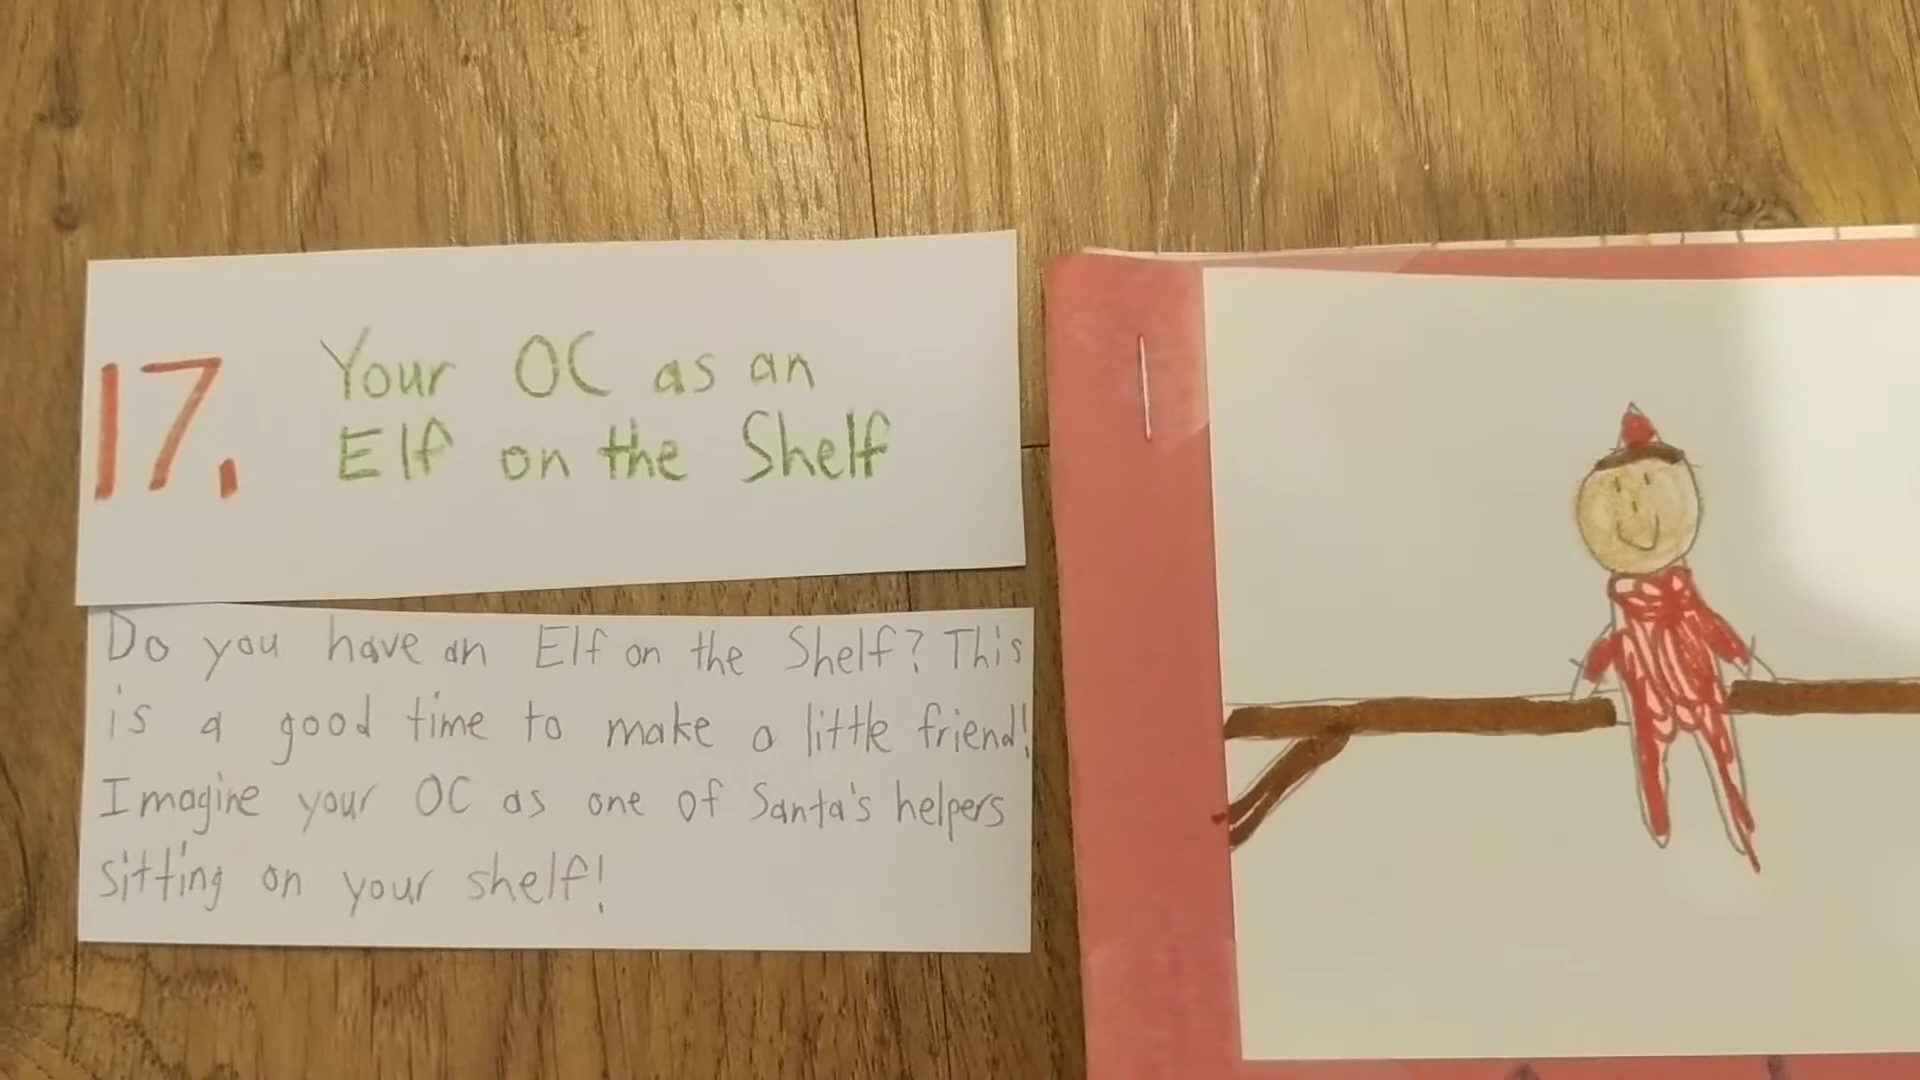 17. Your OC as an
Elf on the Shelf
Do you have an Elf on the Shelf? This
is a good time to make a little friend!
Imagine your OC as one of Santa's helpers
sitting on your shelf!